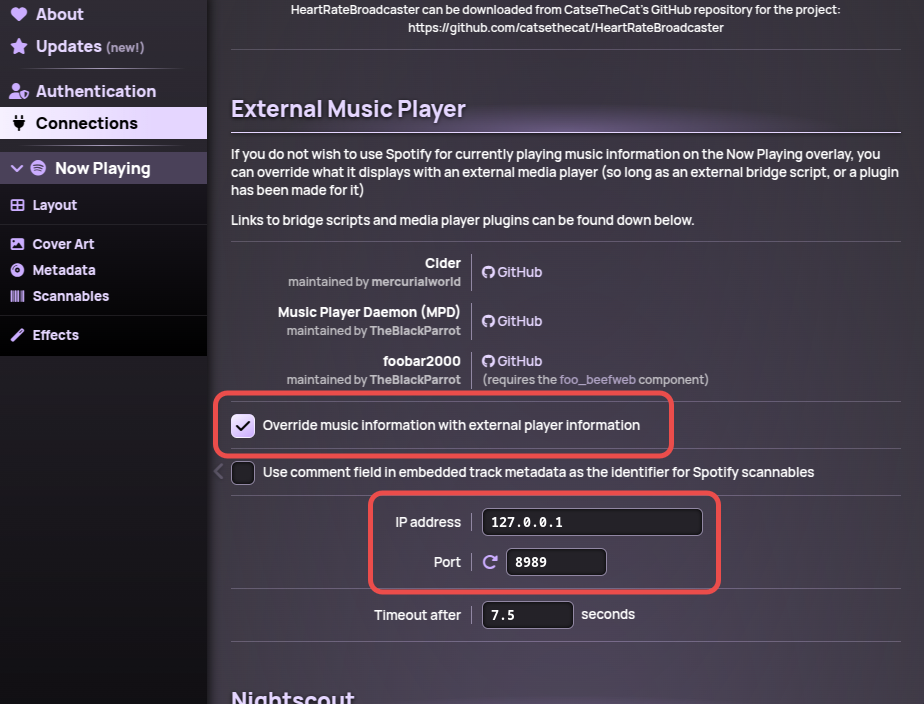 About
Updates (new!)
Authentication
Connections
Now Playing
Layout
Cover Art
Metadata
Scannables
Effects
HeartRateBroadcaster can be downloaded from CatseTheCat's GitHub repository for the project:
https://github.com/catsethecat/HeartRateBroadcaster
External Music Player
If you do not wish to use Spotify for currently playing music information on the Now Playing overlay, you
can override what it displays with an external media player (so long as an external bridge script, or a plugin
has been made for it)
Links to bridge scripts and media player plugins can be found down below.
Cider
maintained by mercurialworld
GitHub
Music Player Daemon (MPD)
maintained by TheBlackParrot
GitHub
foobar2000
maintained by TheBlackParrot
GitHub
(requires the foo_beefweb component)
Override music information with external player information
Use comment field in embedded track metadata as the identifier for Spotify scannables
IP address 127.0.0.1
Port 8989
Timeout after 7.5 seconds
Nightscout